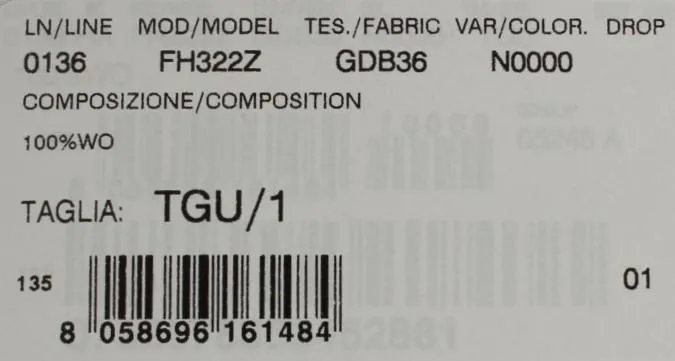 LN/LINE MOD/MODEL TES./FABRIC VAR/COLOR. DROP
0136 FH322Z GDB36 N0000
COMPOSIZIONE/COMPOSITION
100%WO
TAGLIA: TGU/1
135 01
8 058696 161484